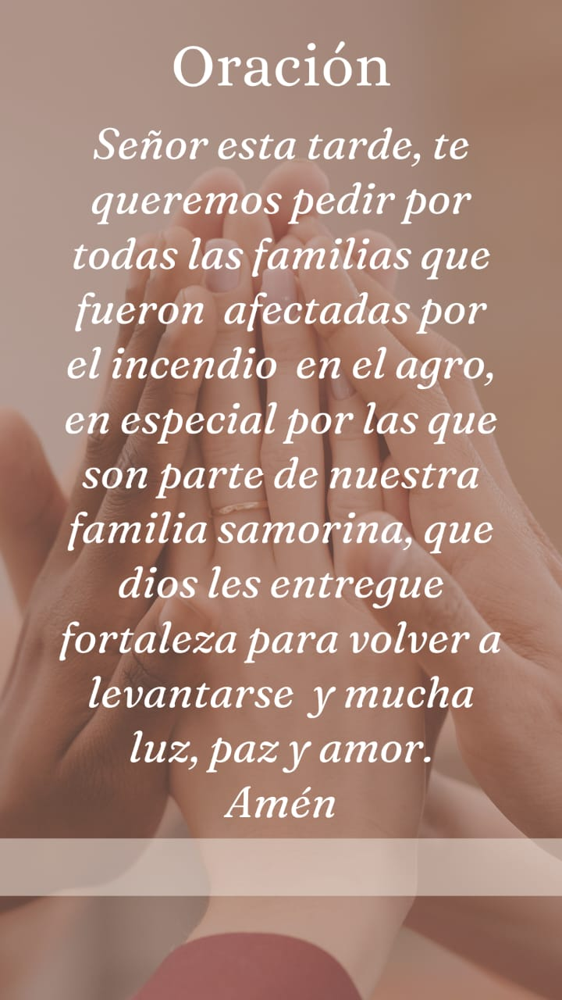 Oración
Señor esta tarde, te
queremos pedir por
todas las familias que
fueron  afectadas por
el incendio  en el agro,
en especial por las que
son parte de nuestra
familia samorina, que
dios les entregue
fortaleza para volver a
levantarse  y mucha
luz, paz y amor.
Amén